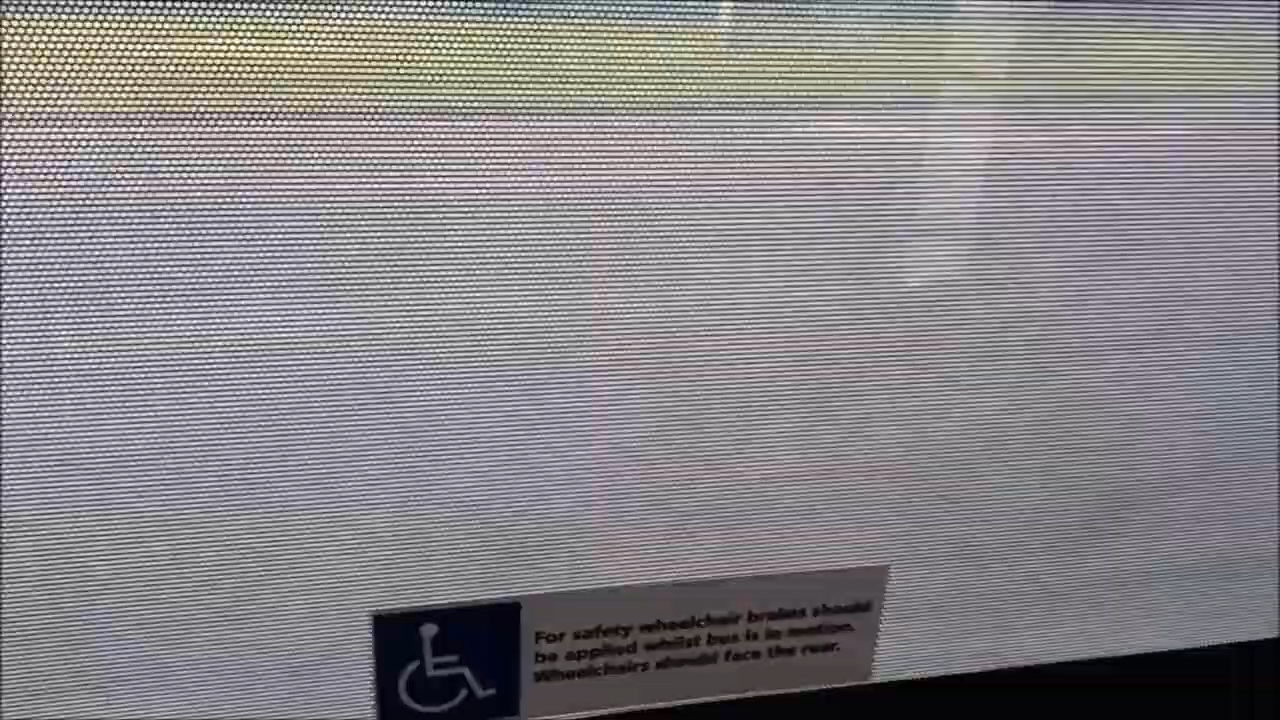 For safety wheelchair brakes should
be applied whilst bus is in motion.
Wheelchairs should face the rear.